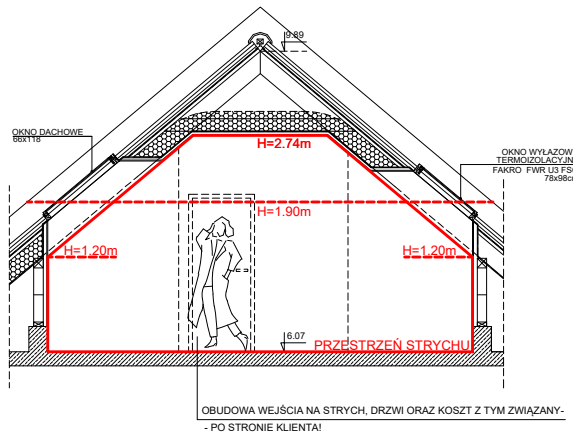 9.89
OKNO DACHOWE
66x118
H=2.74m
OKNO WYŁAZOW
TERMOIZOLACYJN
FAKRO FWR U3 FS
78x98c
H=1.90m
H=1.20m
H=1.20m
6.07
PRZESTRZEŃ STRYCHU
OBUDOWA WEJŚCIA NA STRYCH, DRZWI ORAZ KOSZT Z TYM ZWIĄZANY-
- PO STRONIE KLIENTA!